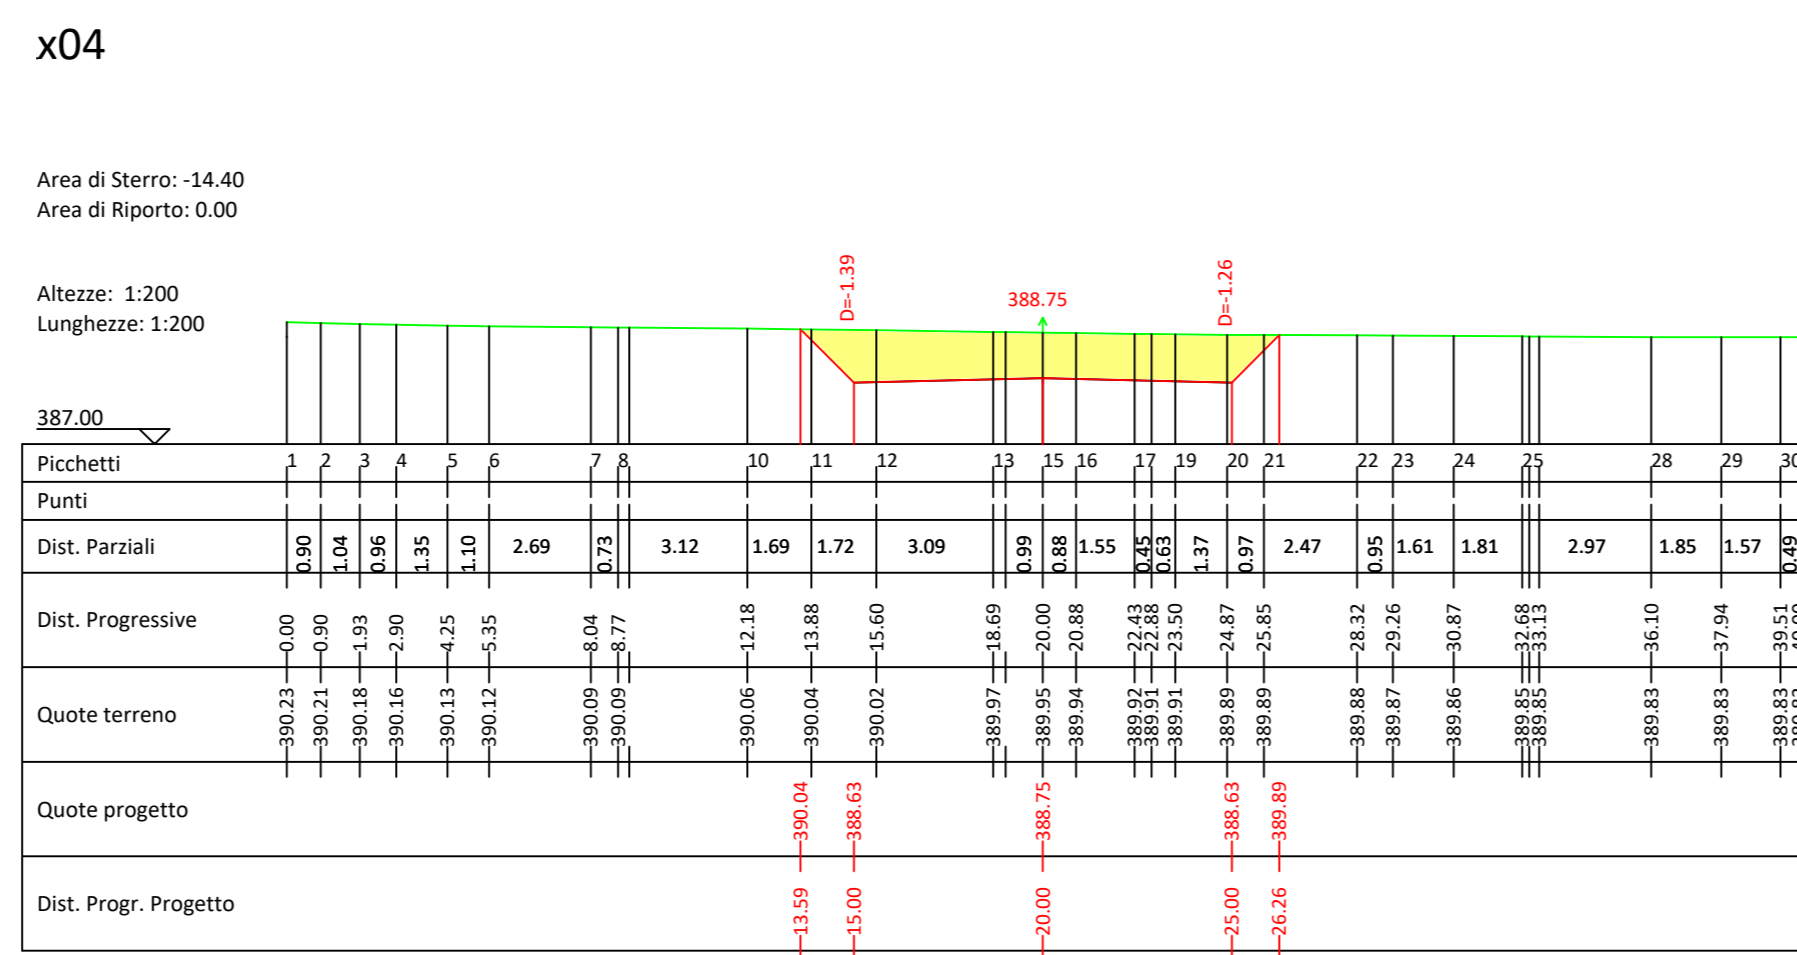 x04
Area di Sterro: -14.40
Area di Riporto: 0.00
Altezze:  1:200
Lunghezze: 1:200
D=-1.39
388.75
D=-1.26
387.00
Picchetti 1 2 3 4 5 6 7 8 10 11 12 13 15 16 17 19 20 21 22 23 24 25 28 29 30
Punti
Dist. Parziali 0.90 1.04 0.96 1.35 1.10 2.69 0.73 3.12 1.69 1.72 3.09 0.99 0.88 1.55 0.45 0.63 1.37 0.97 2.47 0.95 1.61 1.81 2.97 1.85 1.57 0.49
Dist. Progressive 0.00 0.90 1.93 2.90 4.25 5.35 8.04 8.77 12.18 13.88 15.60 18.69 20.00 20.88 22.43 22.88 23.50 24.87 25.85 28.32 29.26 30.87 32.68 33.13 36.10 37.94 39.51
Quote terreno 390.23 390.21 390.18 390.16 390.13 390.12 390.09 390.09 390.06 390.04 390.02 389.97 389.95 389.94 389.92 389.91 389.91 389.89 389.89 389.88 389.87 389.86 389.85 389.85 389.83 389.83 389.83
Quote progetto 390.04 388.63 388.75 388.63 389.89
Dist. Progr. Progetto 13.59 15.00 20.00 25.00 26.26